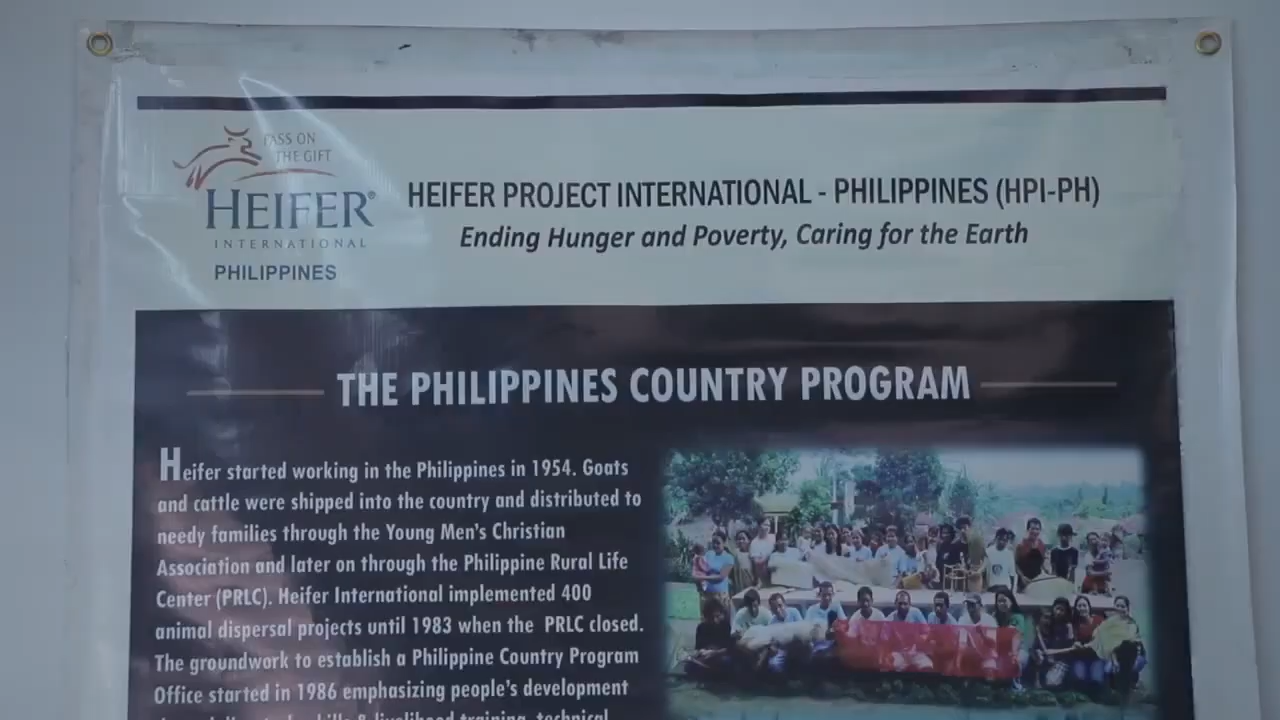 PASS ON
THE GIFT
HEIFER®
INTERNATIONAL
PHILIPPINES
HEIFER PROJECT INTERNATIONAL - PHILIPPINES (HPI-PH)
Ending Hunger and Poverty, Caring for the Earth
THE PHILIPPINES COUNTRY PROGRAM
Heifer started working in the Philippines in 1954. Goats
and cattle were shipped into the country and distributed to
needy families through the Young Men's Christian
Association and later on through the Philippine Rural Life
Center (PRLC). Heifer International implemented 400
animal dispersal projects until 1983 when the PRLC closed.
The groundwork to establish a Philippine Country Program
Office started in 1986 emphasizing people's development
livelihood training, technical